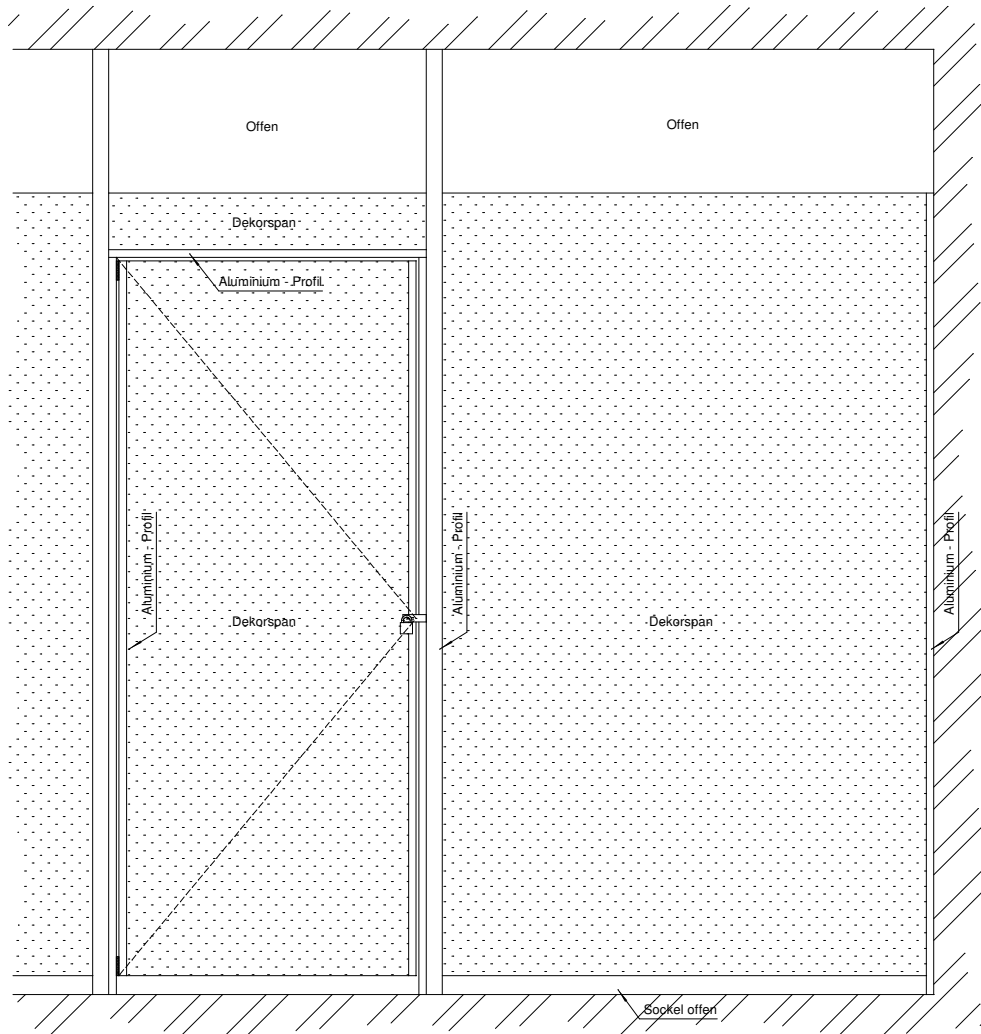 Offen
Offen
Dekorspan
Aluminium - Profil
Aluminium - Profil
Aluminium - Profil
Aluminium - Profil
Dekorspan
Dekorspan
Sockel offen